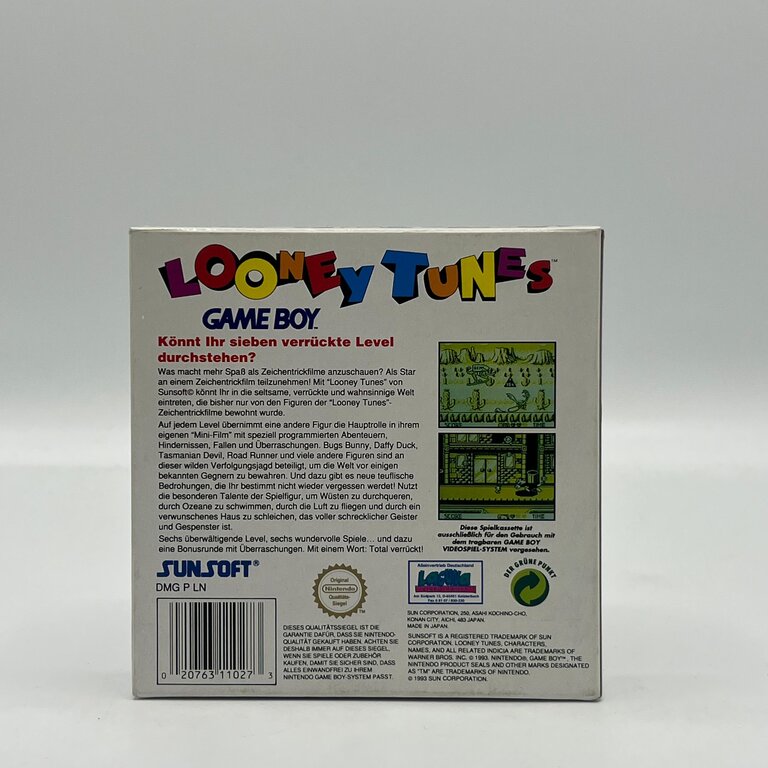 LOONEY TUNES™
GAME BOY™
Könnt Ihr sieben verrückte Level
durchstehen?
Was macht mehr Spaß als Zeichentrickfilme anzuschauen? Als Star
an einem Zeichentrickfilm teilzunehmen! Mit "Looney Tunes" von
Sunsoft© könnt Ihr in die seltsame, verrückte und wahnsinnige Welt
eintreten, die bisher nur von den Figuren der "Looney Tunes"-
Zeichentrickfilme bewohnt wurde.
Auf jedem Level übernimmt eine andere Figur die Hauptrolle in ihrem
eigenen "Mini-Film" mit speziell programmierten Abenteuern,
Hindernissen, Fallen und Überraschungen. Bugs Bunny, Daffy Duck,
Tasmanian Devil, Road Runner und viele andere Figuren sind an
dieser wilden Verfolgungsjagd beteiligt, um die Welt vor einigen
bekannten Gegnern zu bewahren. Und dazu gibt es neue teuflische
Bedrohungen, die Ihr bestimmt nicht wieder vergessen werdet! Nutzt
die besonderen Talente der Spielfigur, um Wüsten zu durchqueren,
durch Ozeane zu schwimmen, durch die Luft zu fliegen und durch ein
verwunschenes Haus zu schleichen, das voller schrecklicher Geister
und Gespenster ist.
Sechs überwältigende Level, sechs wundervolle Spiele... und dazu
eine Bonusrunde mit Überraschungen. Mit einem Wort: Total verrückt!
SCORE TIME
SCORE TIME
Diese Spielkassette ist
ausschließlich für den Gebrauch mit
dem tragbaren GAME BOY
VIDEOSPIEL-SYSTEM vorgesehen.
SUNSOFT®
DMG P LN
0 20763 11027 3
Original
Nintendo
Qualitäts-
Siegel
TM
DIESES QUALITÄTSSIEGEL IST DIE
GARANTIE DAFÜR, DASS SIE NINTENDO-
QUALITÄT GEKAUFT HABEN. ACHTEN SIE
DESHALB IMMER AUF DIESES SIEGEL,
WENN SIE SPIELE ODER ZUBEHÖR
KAUFEN, DAMIT SIE SICHER SIND, DASS
ALLES EINWANDFREI ZU IHREM
NINTENDO GAME BOY-SYSTEM PASST.
Alleinvertrieb Deutschland
Laguna
DER GRÜNE PUNKT
SUN CORPORATION, 250, ASAHI KOCHINO-CHO,
KONAN CITY, AICHI, 483 JAPAN.
MADE IN JAPAN.
SUNSOFT IS A REGISTERED TRADEMARK OF SUN
CORPORATION. LOONEY TUNES, CHARACTERS,
NAMES, AND ALL RELATED INDICIA ARE TRADEMARKS OF
WARNER BROS. INC. © 1993. NINTENDO®, GAME BOY™, THE
NINTENDO PRODUCT SEALS AND OTHER MARKS DESIGNATED
AS "TM" ARE TRADEMARKS OF NINTENDO.
© 1993 SUN CORPORATION.